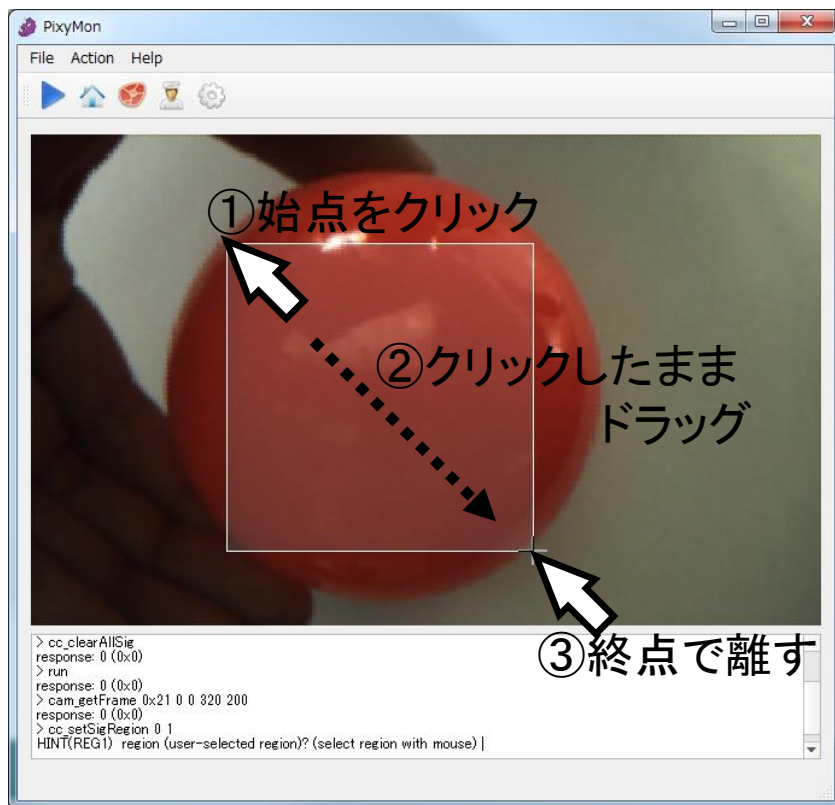 PixyMon
File Action Help
①始点をクリック
②クリックしたまま
ドラッグ
③終点で離す
> cc_clearAllSig
response: 0 (0x0)
> run
response: 0 (0x0)
> cam_getFrame 0x21 0 0 320 200
response: 0 (0x0)
> cc_setSigRegion 0 1
HINT(REG1) region (user-selected region)? (select region with mouse) |